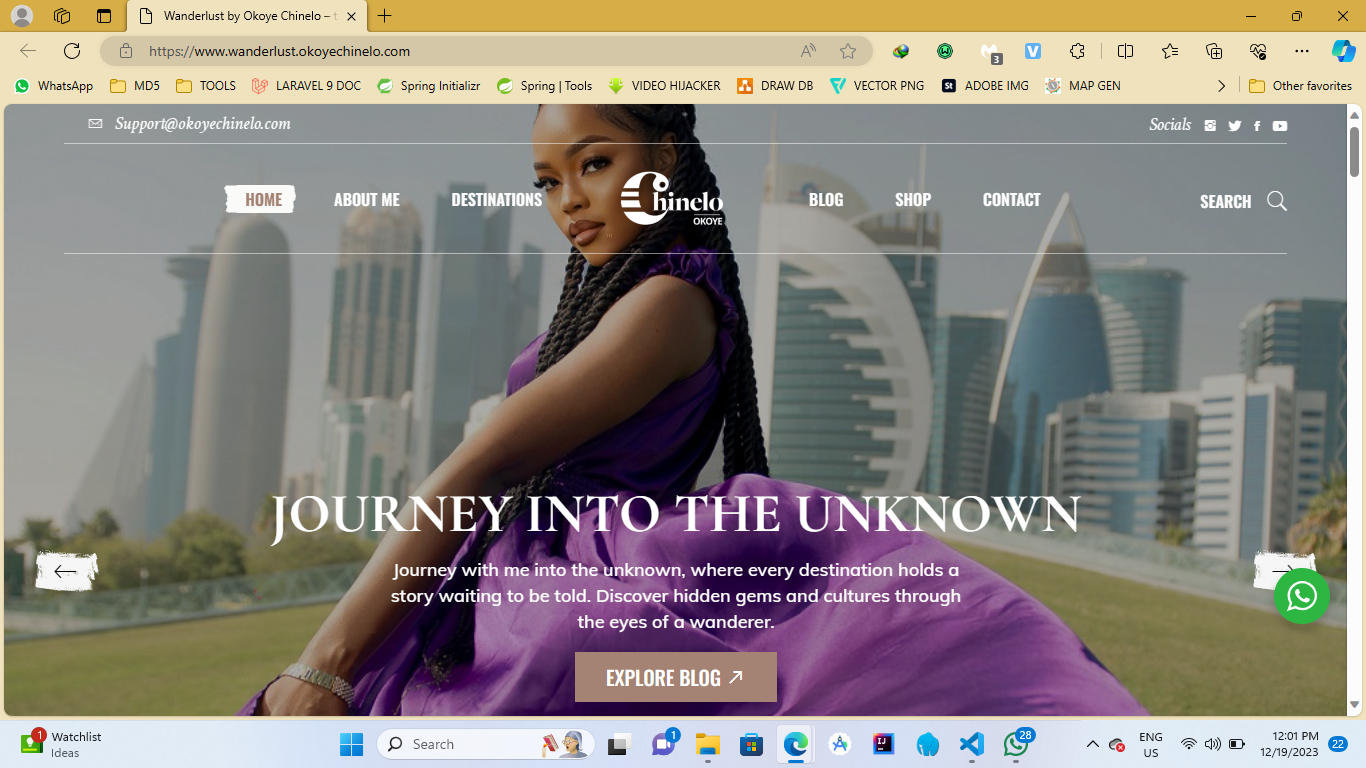 Wanderlust by Okoye Chinelo – t
https://www.wanderlust.okoyechinelo.com
3
WhatsApp MD5 TOOLS LARAVEL 9 DOC Spring Initializr Spring | Tools VIDEO HIJACKER DRAW DB VECTOR PNG St ADOBE IMG MAP GEN Other favorites
Support@okoyechinelo.com Socials
HOME ABOUT ME DESTINATIONS Chinelo OKOYE BLOG SHOP CONTACT SEARCH
JOURNEY INTO THE UNKNOWN
Journey with me into the unknown, where every destination holds a
story waiting to be told. Discover hidden gems and cultures through
the eyes of a wanderer.
EXPLORE BLOG
1 Watchlist
Ideas
Search
1
28
ENG
US
12:01 PM
12/19/2023
22